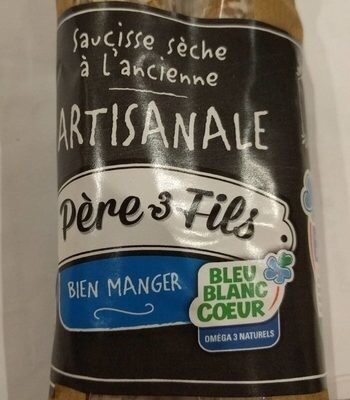 saucisse sèche
à l'ancienne
ARTISANALE
Père & Fils
BIEN MANGER
BLEU
BLANC
COEUR
OMÉGA 3 NATURELS